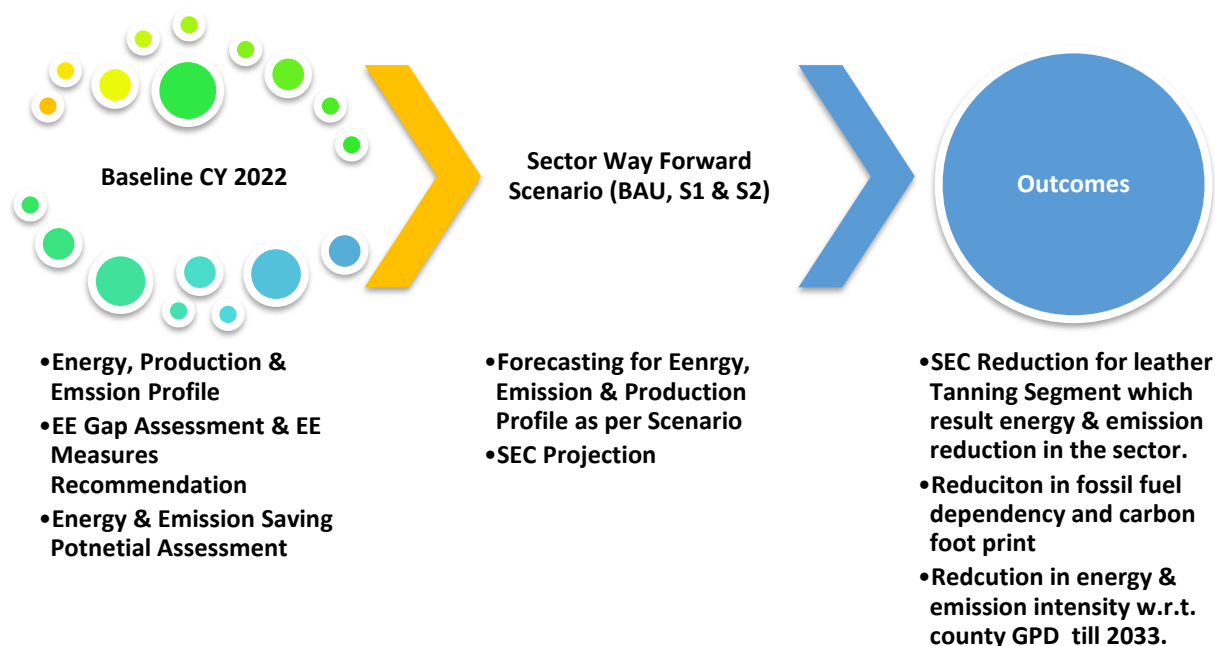 Baseline CY 2022
•Energy, Production &
Emssion Profile
•EE Gap Assessment & EE
Measures
Recommendation
•Energy & Emission Saving
Potnetial Assessment
Sector Way Forward
Scenario (BAU, S1 & S2)
•Forecasting for Eenrgy,
Emission & Production
Profile as per Scenario
•SEC Projection
Outcomes
•SEC Reduction for leather
Tanning Segment which
result energy & emission
reduction in the sector.
•Reduciton in fossil fuel
dependency and carbon
foot print
•Redcution in energy &
emission intensity w.r.t.
county GPD till 2033.